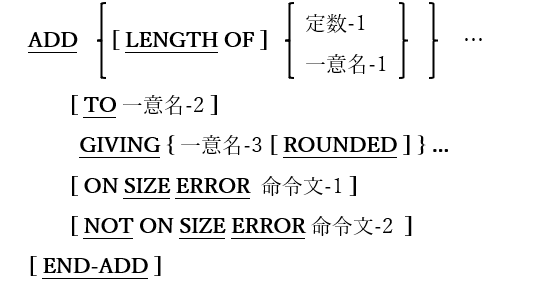 ADD { [ LENGTH OF ] { 定数-1
一意名-1 } } …
[ TO 一意名-2 ]
GIVING { 一意名-3 [ ROUNDED ] } ...
[ ON SIZE ERROR 命令文-1 ]
[ NOT ON SIZE ERROR 命令文-2 ]
[ END-ADD ]